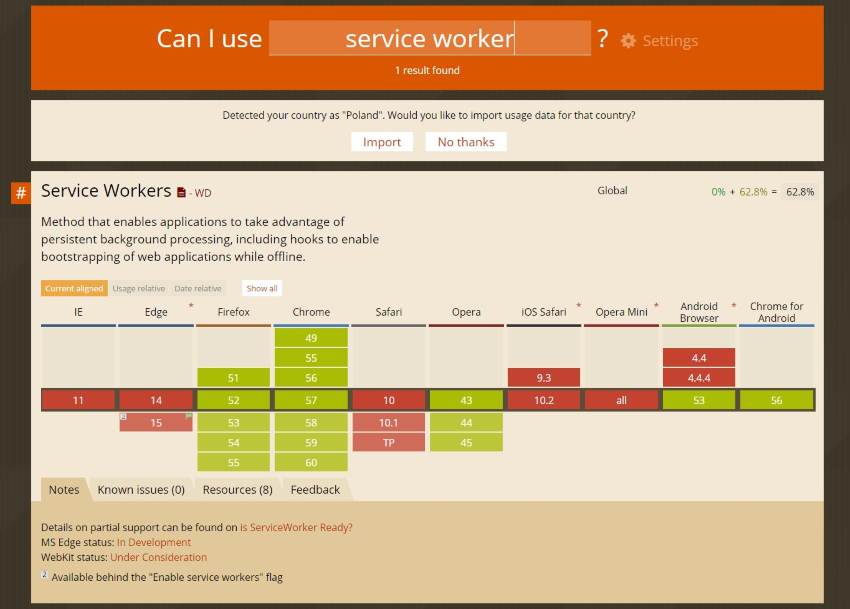 Can I use service worker ? Settings
1 result found
Detected your country as "Poland". Would you like to import usage data for that country?
Import No thanks
#
Service Workers - WD Global 0% + 62.8% = 62.8%
Method that enables applications to take advantage of
persistent background processing, including hooks to enable
bootstrapping of web applications while offline.
Current aligned Usage relative Date relative Show all
IE Edge * Firefox Chrome Safari Opera iOS Safari * Opera Mini * Android Browser * Chrome for Android
49
55 4.4
51 56 9.3 4.4.4
11 14 52 57 10 43 10.2 all 53 56
2 15 53 58 10.1 44
54 59 TP 45
55 60
Notes Known issues (0) Resources (8) Feedback
Details on partial support can be found on is ServiceWorker Ready?
MS Edge status: In Development
WebKit status: Under Consideration
2 Available behind the "Enable service workers" flag